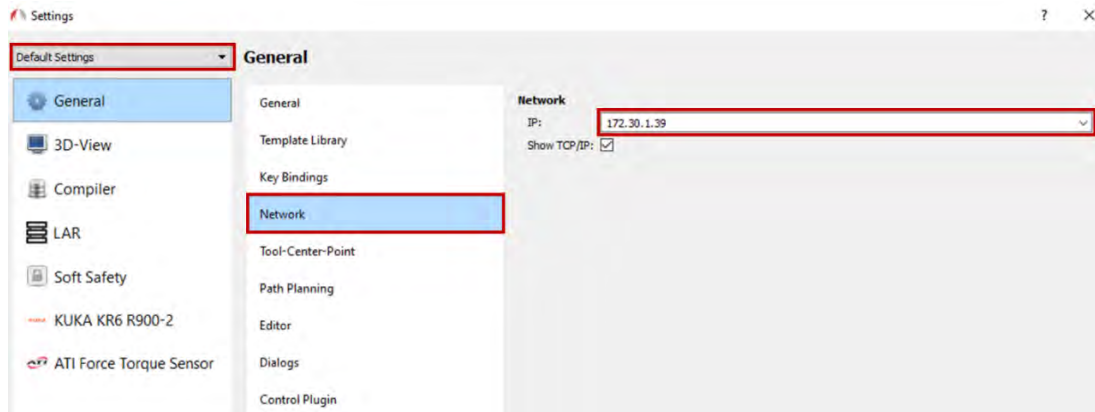 Settings
?
Default Settings
General
General
3D-View
Compiler
LAR
Soft Safety
KUKA KR6 R900-2
ATI Force Torque Sensor
General
Template Library
Key Bindings
Network
Tool-Center-Point
Path Planning
Editor
Dialogs
Control Plugin
Network
IP: 172.30.1.39
Show TCP/IP: